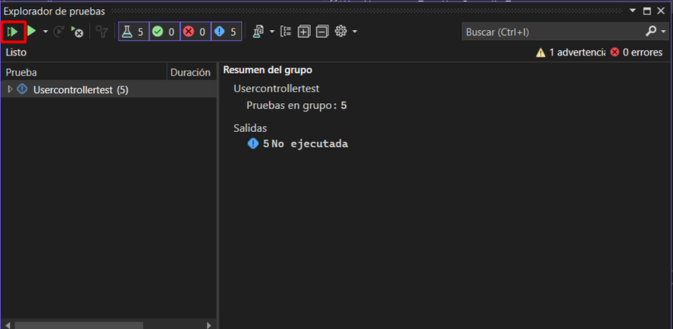 Explorador de pruebas
5 0 0 5
Buscar (Ctrl+I)
Listo
1 advertencia 0 errores
Prueba Duración
Usercontrollertest (5)
Resumen del grupo
Usercontrollertest
Pruebas en grupo: 5
Salidas
5 No ejecutada